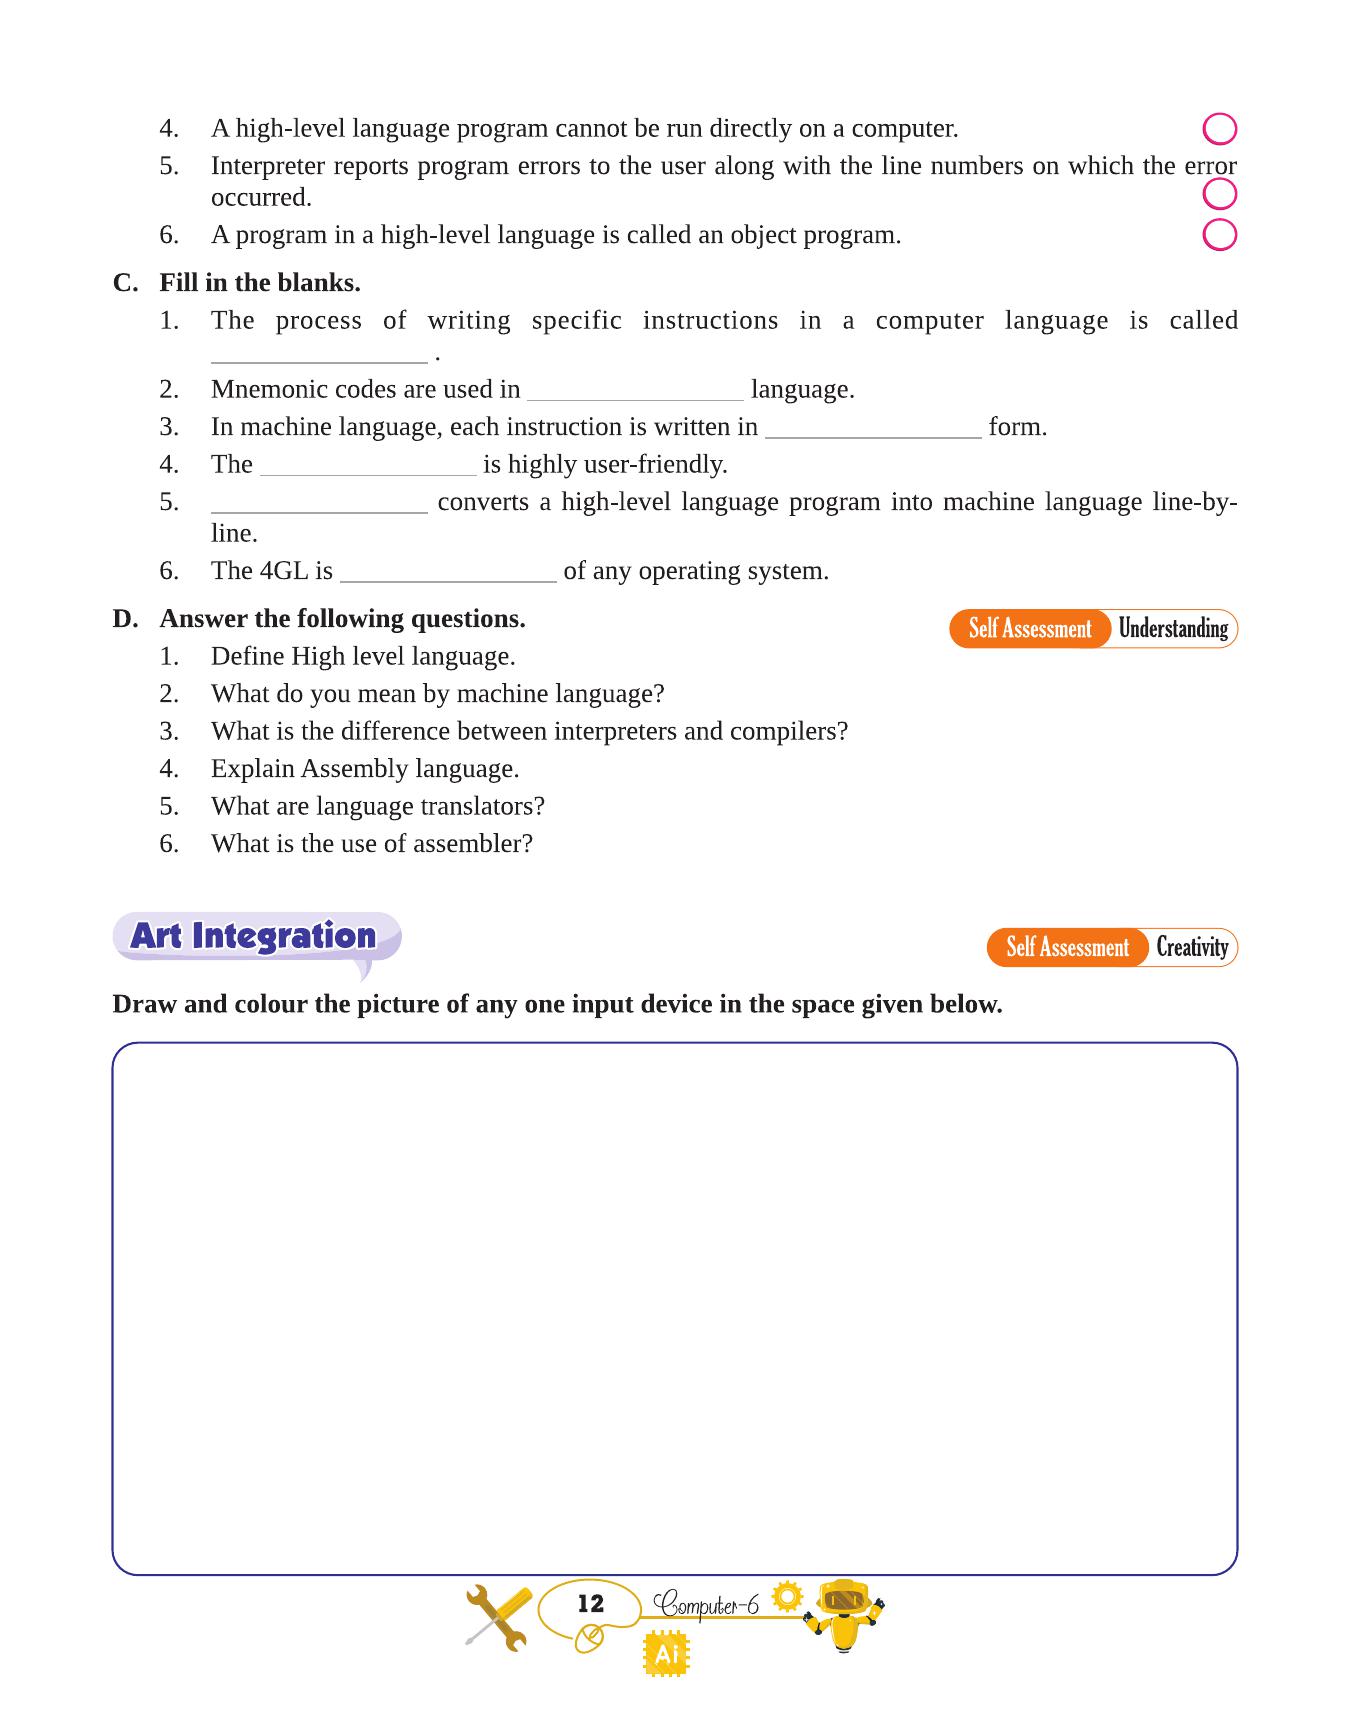 4. A high-level language program cannot be run directly on a computer.
5. Interpreter reports program errors to the user along with the line numbers on which the error
occurred.
6. A program in a high-level language is called an object program.
C. Fill in the blanks.
1. The process of writing specific instructions in a computer language is called
________________ .
2. Mnemonic codes are used in ________________ language.
3. In machine language, each instruction is written in ________________ form.
4. The ________________ is highly user-friendly.
5. ________________ converts a high-level language program into machine language line-by-
line.
6. The 4GL is ________________ of any operating system.
D. Answer the following questions.
Self Assessment Understanding
1. Define High level language.
2. What do you mean by machine language?
3. What is the difference between interpreters and compilers?
4. Explain Assembly language.
5. What are language translators?
6. What is the use of assembler?
Art Integration
Self Assessment Creativity
Draw and colour the picture of any one input device in the space given below.
12 Computer-6
Ai